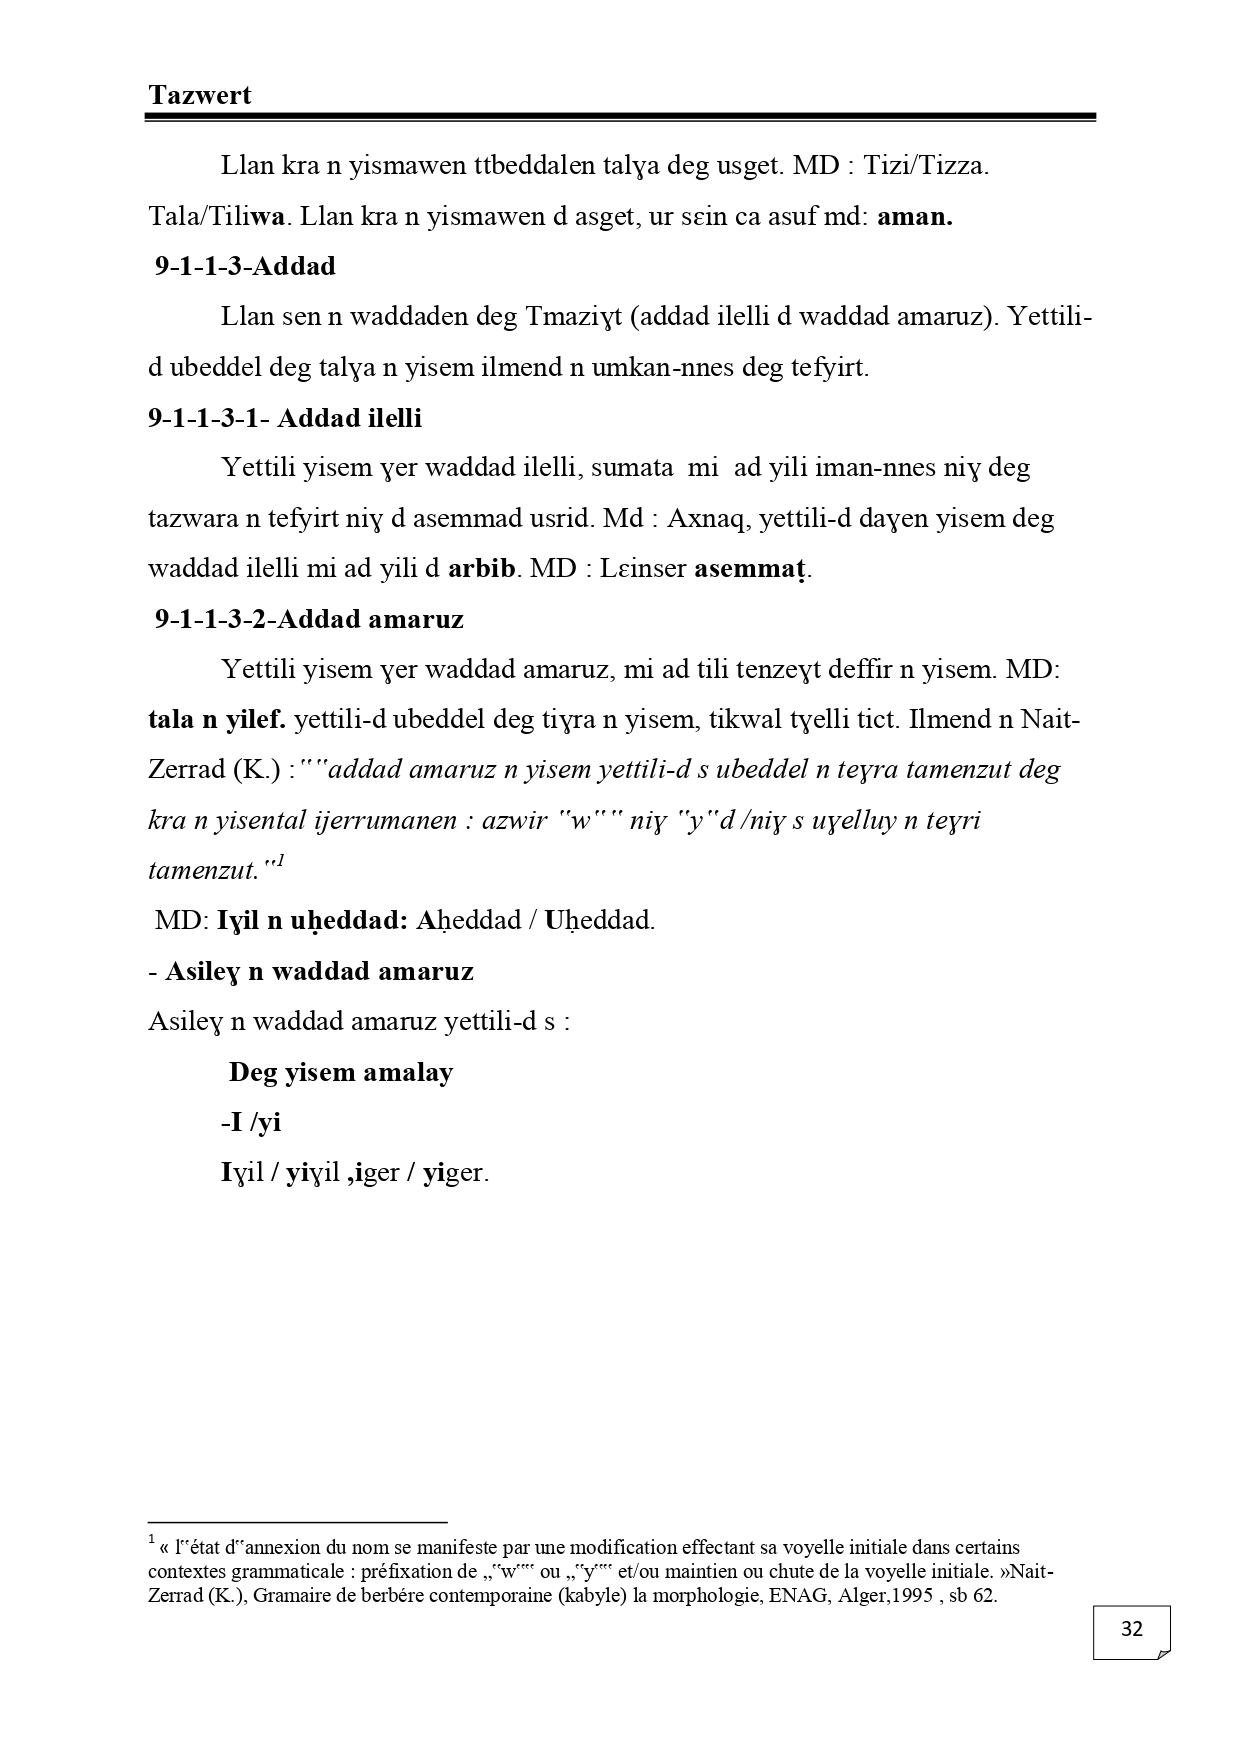 Tazwert
Llan kra n yismawen ttbeddalen talɣa deg usget. MD : Tizi/Tizza.
Tala/Tiliwa. Llan kra n yismawen d asget, ur sɛin ca asuf md: aman.
9-1-1-3-Addad
Llan sen n waddaden deg Tmaziɣt (addad ilelli d waddad amaruz). Yettili-
d ubeddel deg talɣa n yisem ilmend n umkan-nnes deg tefyirt.
9-1-1-3-1- Addad ilelli
Yettili yisem ɣer waddad ilelli, sumata mi ad yili iman-nnes niɣ deg
tazwara n tefyirt niɣ d asemmad usrid. Md : Axnaq, yettili-d daɣen yisem deg
waddad ilelli mi ad yili d arbib. MD : Lɛinser asemmaṭ.
9-1-1-3-2-Addad amaruz
Yettili yisem ɣer waddad amaruz, mi ad tili tenzeɣt deffir n yisem. MD:
tala n yilef. yettili-d ubeddel deg tiɣra n yisem, tikwal tɣelli tict. Ilmend n Nait-
Zerrad (K.) :‟‟addad amaruz n yisem yettili-d s ubeddel n teɣra tamenzut deg
kra n yisental ijerrumanen : azwir ‟w‟‟ niɣ ‟y‟d /niɣ s uɣelluy n teɣri
tamenzut.‟1
MD: Iɣil n uḥeddad: Aḥeddad / Uḥeddad.
- Asileɣ n waddad amaruz
Asileɣ n waddad amaruz yettili-d s :
Deg yisem amalay
-I /yi
Iɣil / yiɣil ,iger / yiger.
1 « l‟état d‟annexion du nom se manifeste par une modification effectant sa voyelle initiale dans certains
contextes grammaticale : préfixation de „‟w‟‟ ou „‟y‟‟ et/ou maintien ou chute de la voyelle initiale. »Nait-
Zerrad (K.), Gramaire de berbére contemporaine (kabyle) la morphologie, ENAG, Alger,1995 , sb 62.
32